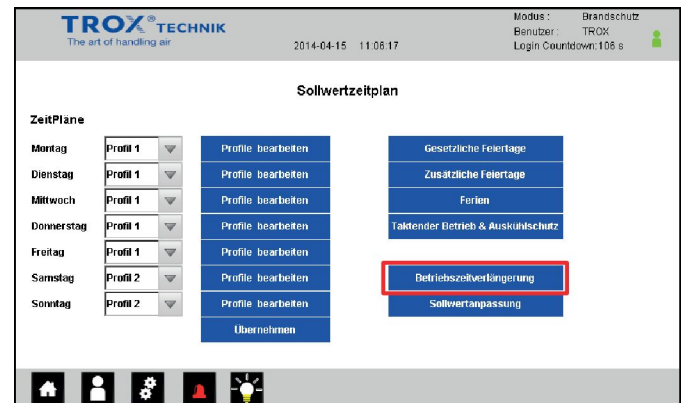 TROX® TECHNIK
The art of handling air
2014-04-15 11:06:17
Modus: Brandschutz
Benutzer: TROX
Login Countdown: 106 s
Sollwertzeitplan
ZeitPläne
Montag Profil 1 Profile bearbeiten Gesetzliche Feiertage
Dienstag Profil 1 Profile bearbeiten Zusätzliche Feiertage
Mittwoch Profil 1 Profile bearbeiten Ferien
Donnerstag Profil 1 Profile bearbeiten Taktender Betrieb & Auskühlschutz
Freitag Profil 1 Profile bearbeiten
Samstag Profil 2 Profile bearbeiten Betriebszeitverlängerung
Sonntag Profil 2 Profile bearbeiten Sollwertanpassung
Übernehmen